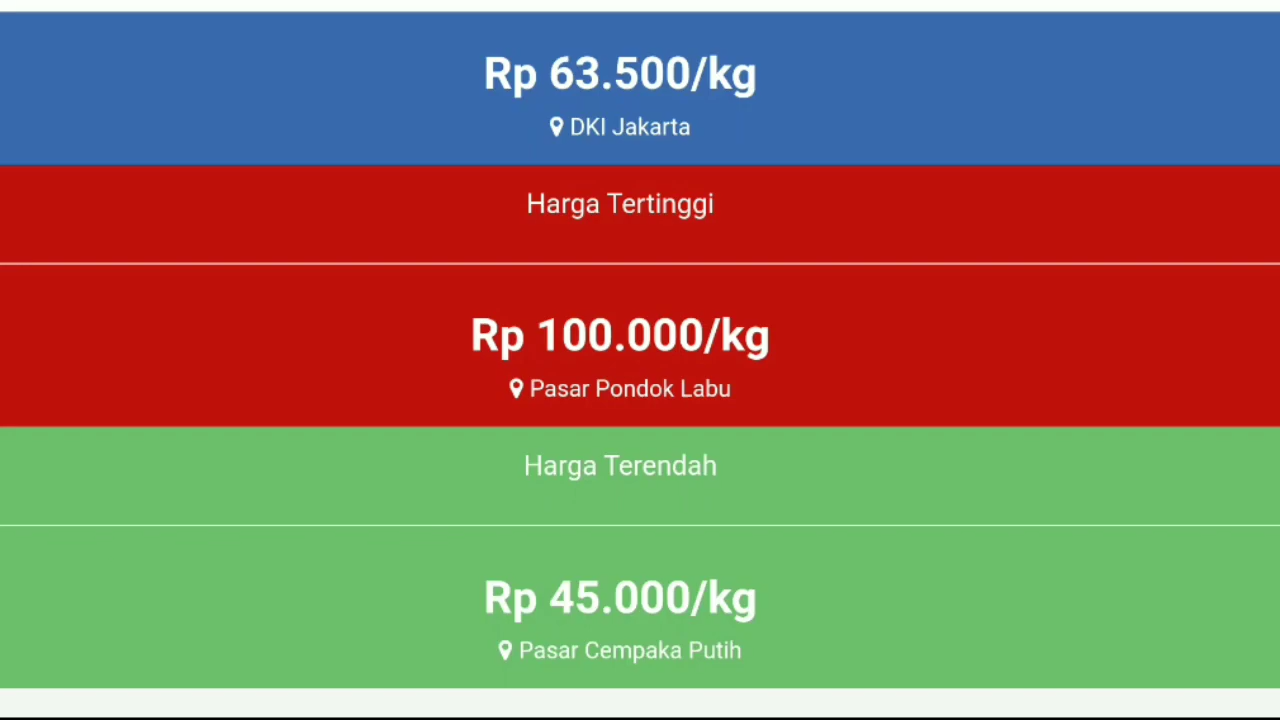 Rp 63.500/kg
DKI Jakarta
Harga Tertinggi
Rp 100.000/kg
Pasar Pondok Labu
Harga Terendah
Rp 45.000/kg
Pasar Cempaka Putih